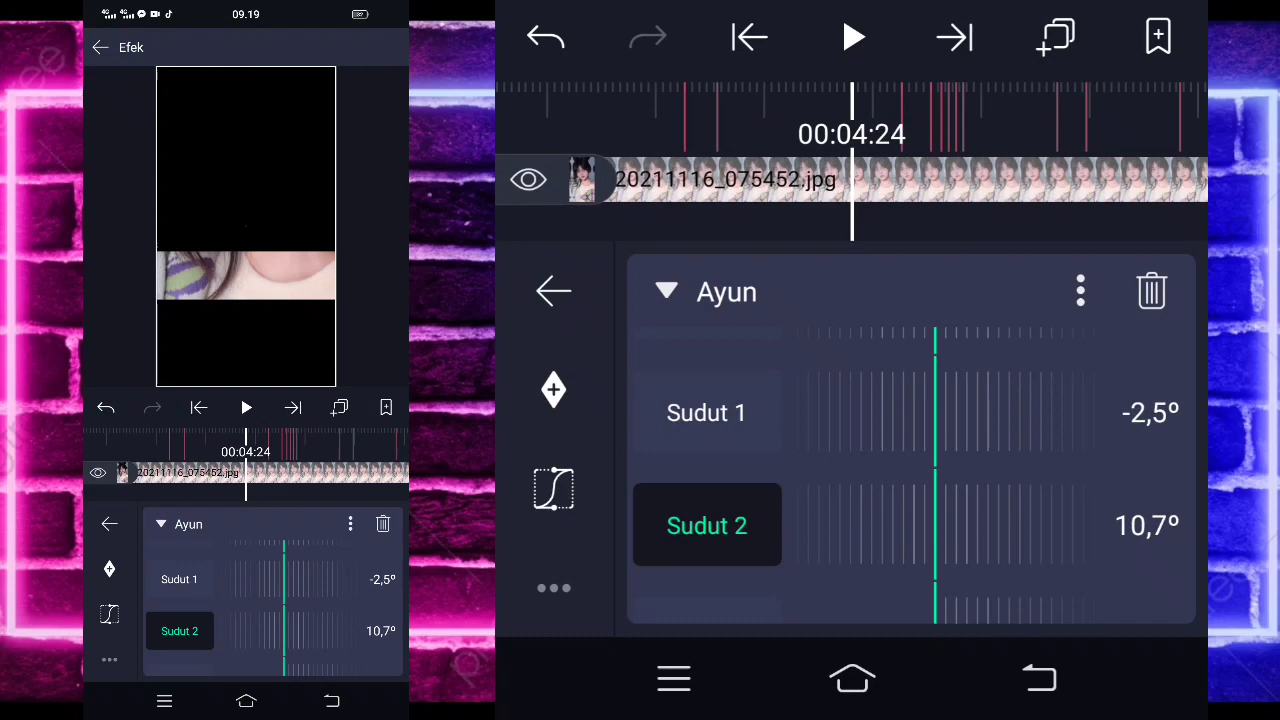 09.19
Efek
00:04:24
20211116_075452.jpg
Ayun
Sudut 1
-2,5º
Sudut 2
10,7º
00:04:24
20211116_075452.jpg
Ayun
Sudut 1
-2,5º
Sudut 2
10,7º